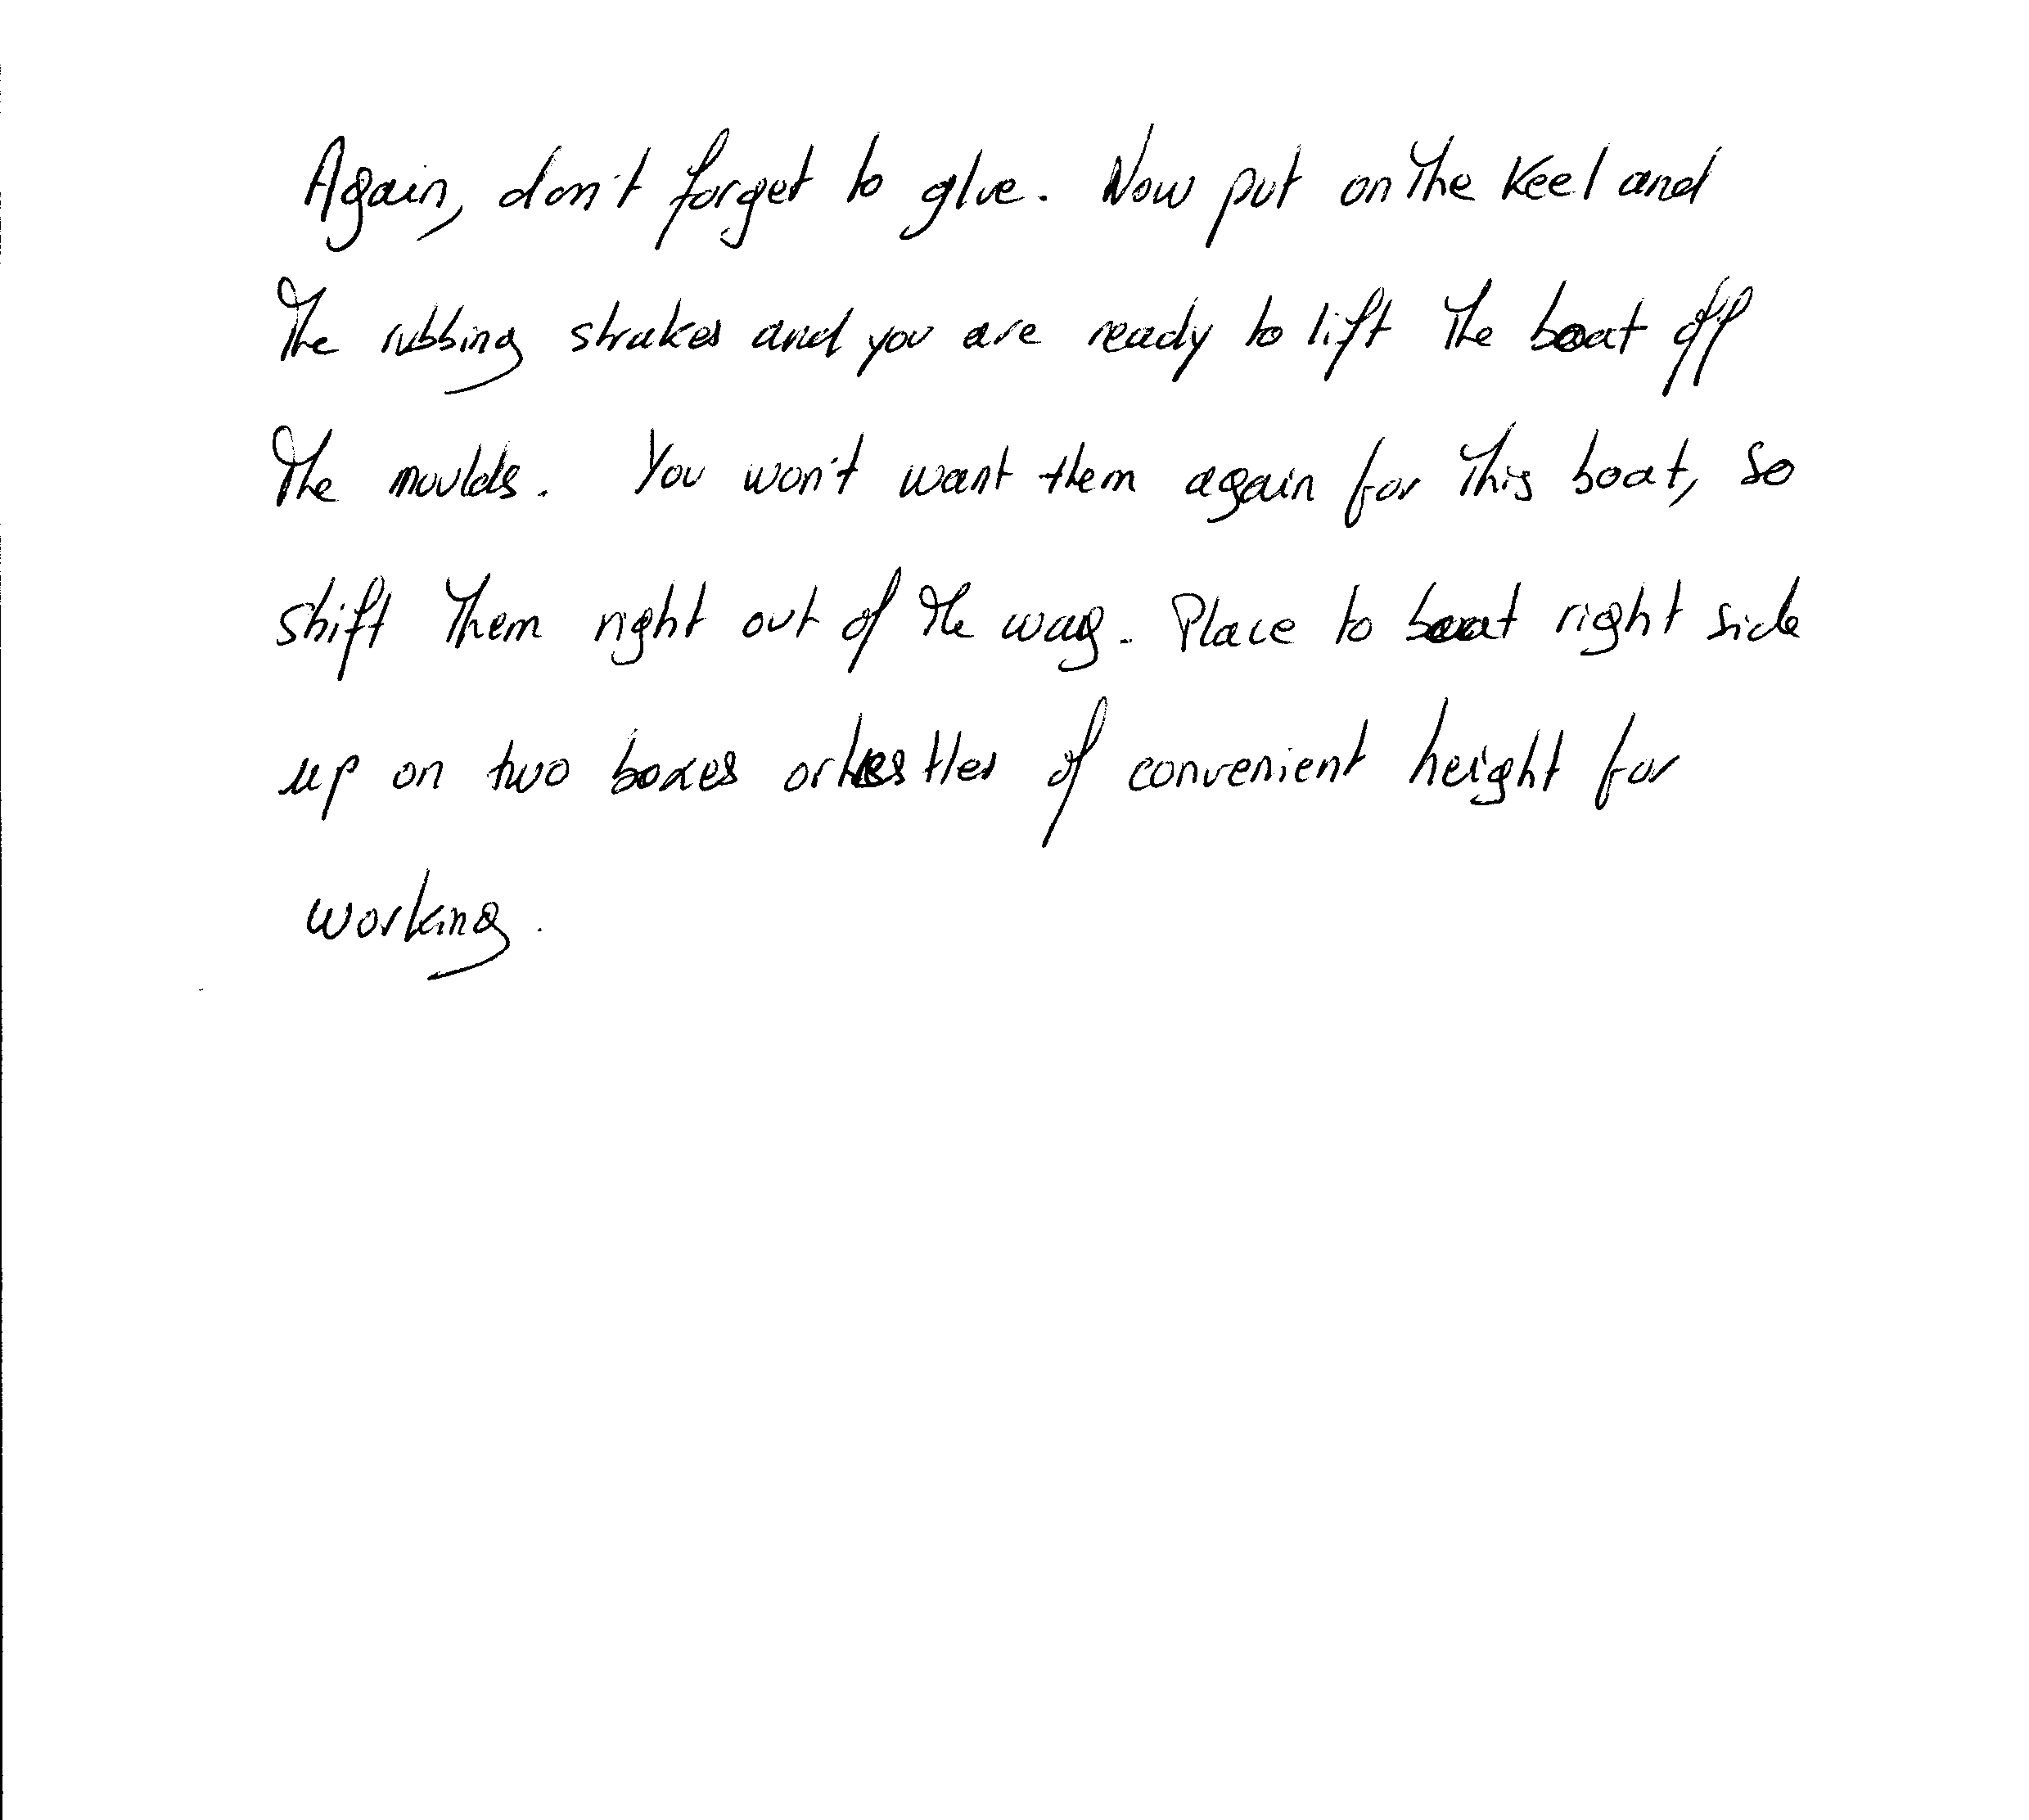 Again, don't forget to glue. Now put on the keel and
the rubbing strakes and you are ready to lift the boat off
the moulds. You won't want them again for this boat, so
shift them right out of the way. Place to boat right side
up on two boxes or trestles of convenient height for
working.